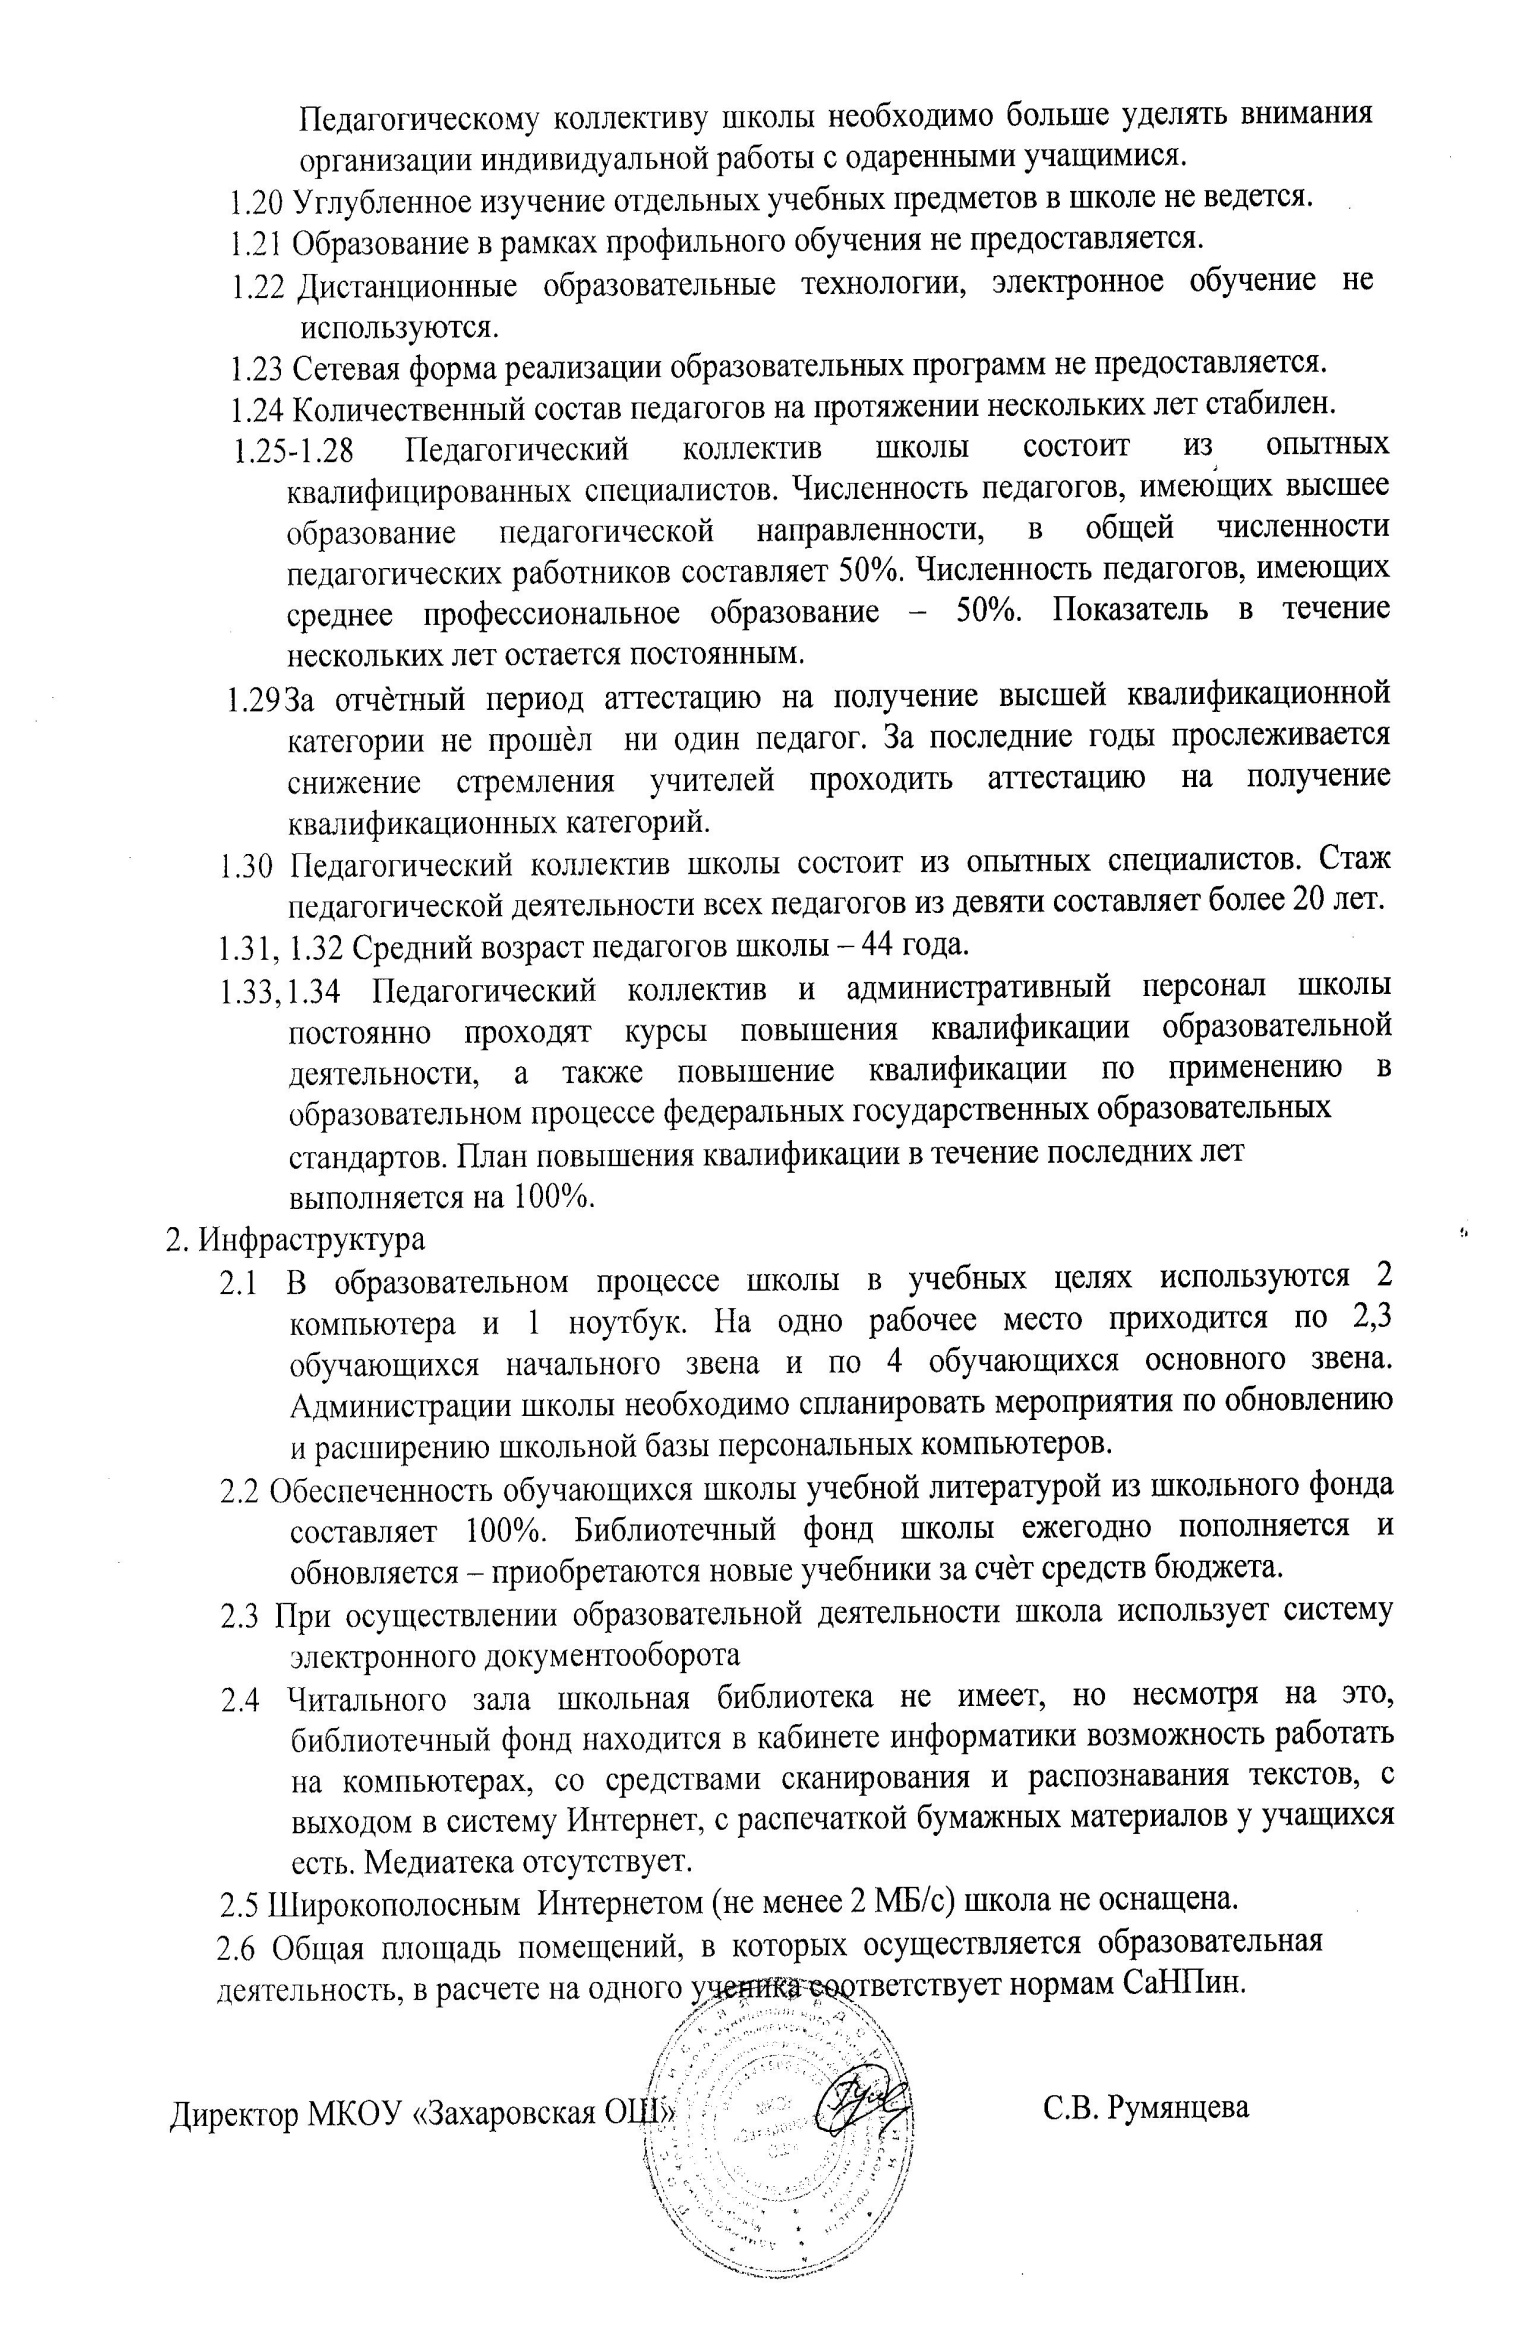 Педагогическому коллективу школы необходимо больше уделять внимания
организации индивидуальной работы с одаренными учащимися.
1.20 Углубленное изучение отдельных учебных предметов в школе не ведется.
1.21 Образование в рамках профильного обучения не предоставляется.
1.22 Дистанционные образовательные технологии, электронное обучение не
используются.
1.23 Сетевая форма реализации образовательных программ не предоставляется.
1.24 Количественный состав педагогов на протяжении нескольких лет стабилен.
1.25-1.28 Педагогический коллектив школы состоит из опытных
квалифицированных специалистов. Численность педагогов, имеющих высшее
образование педагогической направленности, в общей численности
педагогических работников составляет 50%. Численность педагогов, имеющих
среднее профессиональное образование – 50%. Показатель в течение
нескольких лет остается постоянным.
1.29За отчѐтный период аттестацию на получение высшей квалификационной
категории не прошѐл ни один педагог. За последние годы прослеживается
снижение стремления учителей проходить аттестацию на получение
квалификационных категорий.
1.30 Педагогический коллектив школы состоит из опытных специалистов. Стаж
педагогической деятельности всех педагогов из девяти составляет более 20 лет.
1.31, 1.32 Средний возраст педагогов школы – 44 года.
1.33,1.34 Педагогический коллектив и административный персонал школы
постоянно проходят курсы повышения квалификации образовательной
деятельности, а также повышение квалификации по применению в
образовательном процессе федеральных государственных образовательных
стандартов. План повышения квалификации в течение последних лет
выполняется на 100%.
2. Инфраструктура
2.1 В образовательном процессе школы в учебных целях используются 2
компьютера и 1 ноутбук. На одно рабочее место приходится по 2,3
обучающихся начального звена и по 4 обучающихся основного звена.
Администрации школы необходимо спланировать мероприятия по обновлению
и расширению школьной базы персональных компьютеров.
2.2 Обеспеченность обучающихся школы учебной литературой из школьного фонда
составляет 100%. Библиотечный фонд школы ежегодно пополняется и
обновляется – приобретаются новые учебники за счѐт средств бюджета.
2.3 При осуществлении образовательной деятельности школа использует систему
электронного документооборота
2.4 Читального зала школьная библиотека не имеет, но несмотря на это,
библиотечный фонд находится в кабинете информатики возможность работать
на компьютерах, со средствами сканирования и распознавания текстов, с
выходом в систему Интернет, с распечаткой бумажных материалов у учащихся
есть. Медиатека отсутствует.
2.5 Широкополосным Интернетом (не менее 2 МБ/с) школа не оснащена.
2.6 Общая площадь помещений, в которых осуществляется образовательная
деятельность, в расчете на одного ученика соответствует нормам СаНПин.
Директор МКОУ «Захаровская ОШ» С.В. Румянцева